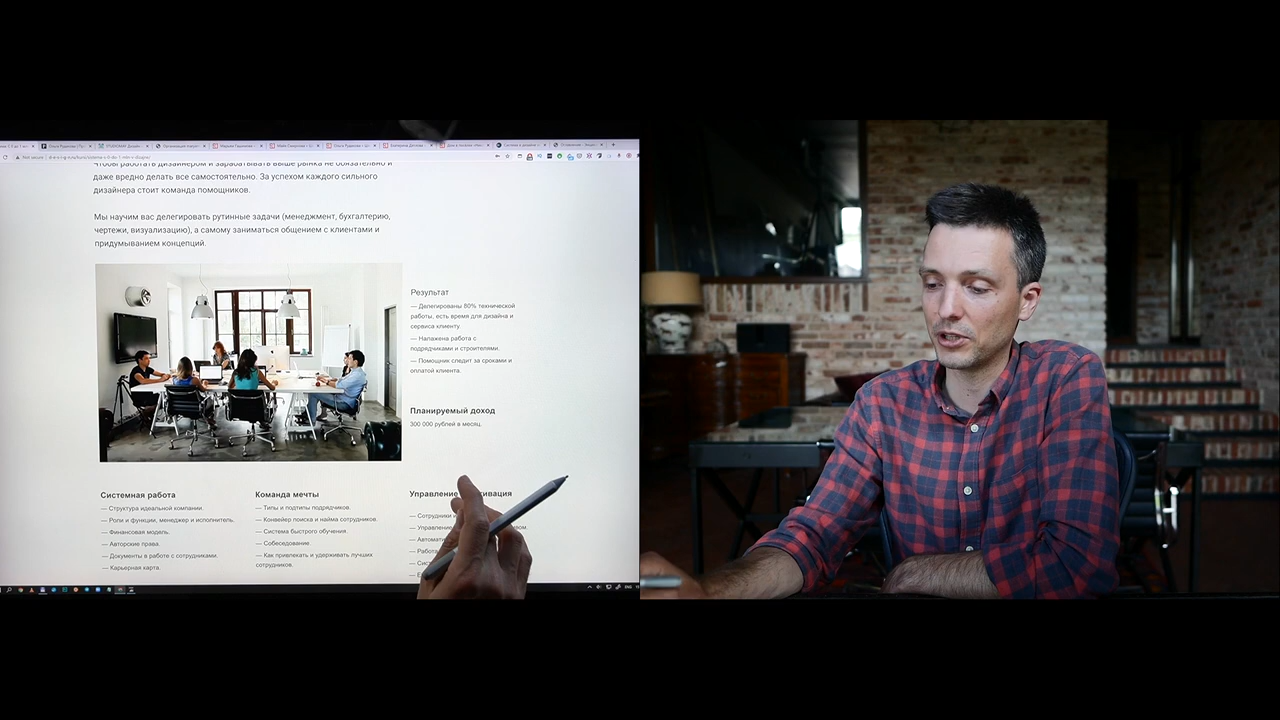 Not secure
чтобы работать дизайнером и зарабатывать выше рынка не обязательно и
даже вредно делать все самостоятельно. За успехом каждого сильного
дизайнера стоит команда помощников.
Мы научим вас делегировать рутинные задачи (менеджмент, бухгалтерию,
чертежи, визуализацию), а самому заниматься общением с клиентами и
придумыванием концепций.
Результат
— Делегированы 80% технической
работы, есть время для дизайна и
сервиса клиенту.
— Налажена работа с
подрядчиками и строителями.
— Помощник следит за сроками и
оплатой клиента.
Планируемый доход
300 000 рублей в месяц.
Системная работа
— Структура идеальной компании.
— Роли и функции, менеджер и исполнитель.
— Финансовая модель.
— Авторские права.
— Документы в работе с сотрудниками.
— Карьерная карта.
Команда мечты
— Типы и подтипы подрядчиков.
— Конвейер поиска и найма сотрудников.
— Система быстрого обучения.
— Собеседование.
— Как привлекать и удерживать лучших
сотрудников.
Управление
— Сотрудники
— Управление
— Работа